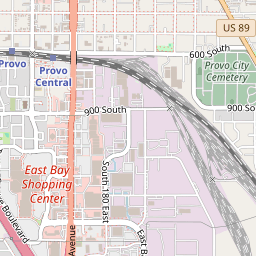 US 89
600 South
Provo
Provo
Central
Provo City
Cemetery
900 South
900 So
East Bay
Shopping
Center
South 180 East
Boulevard
Avenue
East B